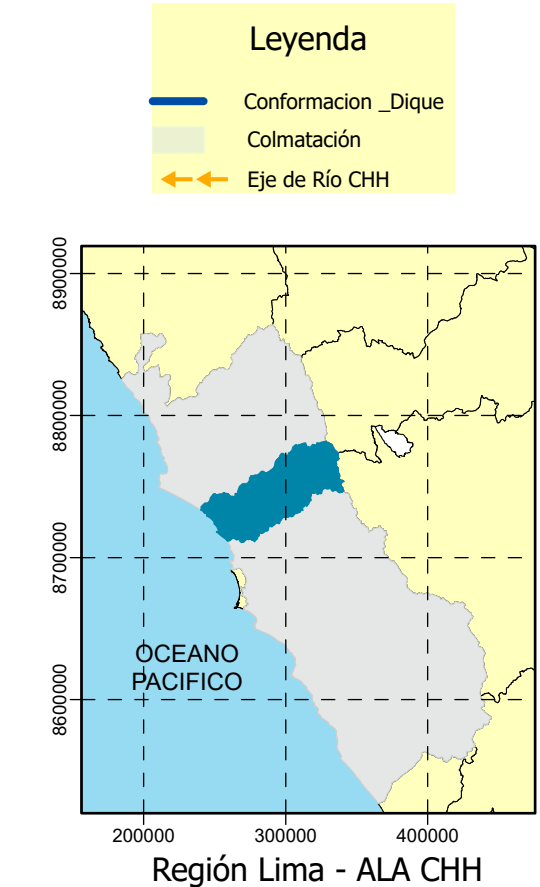 Leyenda
Conformacion _Dique
Colmatación
Eje de Río CHH
8900000
8800000
8700000
8600000
OCEANO
PACIFICO
200000 300000 400000
Región Lima - ALA CHH